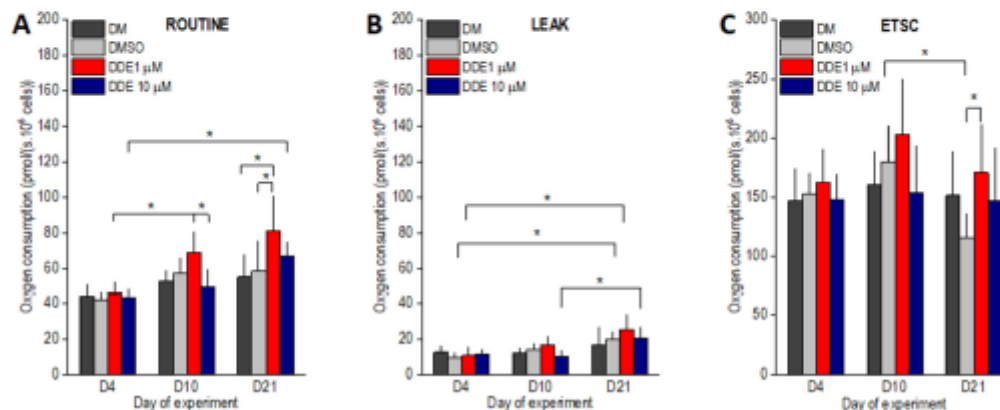 A
ROUTINE
DM
DMSO
DDE1 μM
DDE 10 μM
Oxygen consumption (pmol/(s.10⁶ cells))
200
180
160
140
120
100
80
60
40
20
0
*
*
*
*
*
D4
D10
D21
Day of experiment
B
LEAK
DM
DMSO
DDE1 μM
DDE 10 μM
Oxygen consumption (pmol/(s.10⁶ cells))
200
180
160
140
120
100
80
60
40
20
0
*
*
*
D4
D10
D21
Day of experiment
C
ETSC
DM
DMSO
DDE1 μM
DDE 10 μM
Oxygen consumption (pmol/(s.10⁶ cells))
300
250
200
150
100
50
0
*
*
D4
D10
D21
Day of experiment